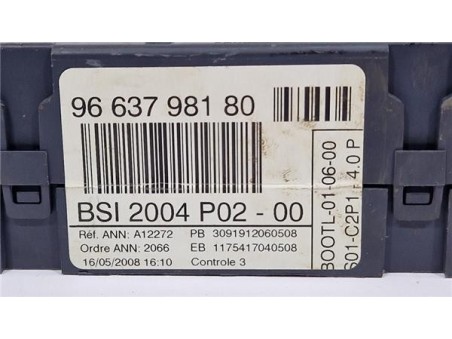 96 637 981 80
BSI 2004 P02 - 00
Réf. ANN: A12272 PB 3091912060508
Ordre ANN: 2066 EB 1175417040508
16/05/2008 16:10 Controle 3
BOOTL-01-06-00
S01-C2P1 - 4.0 P